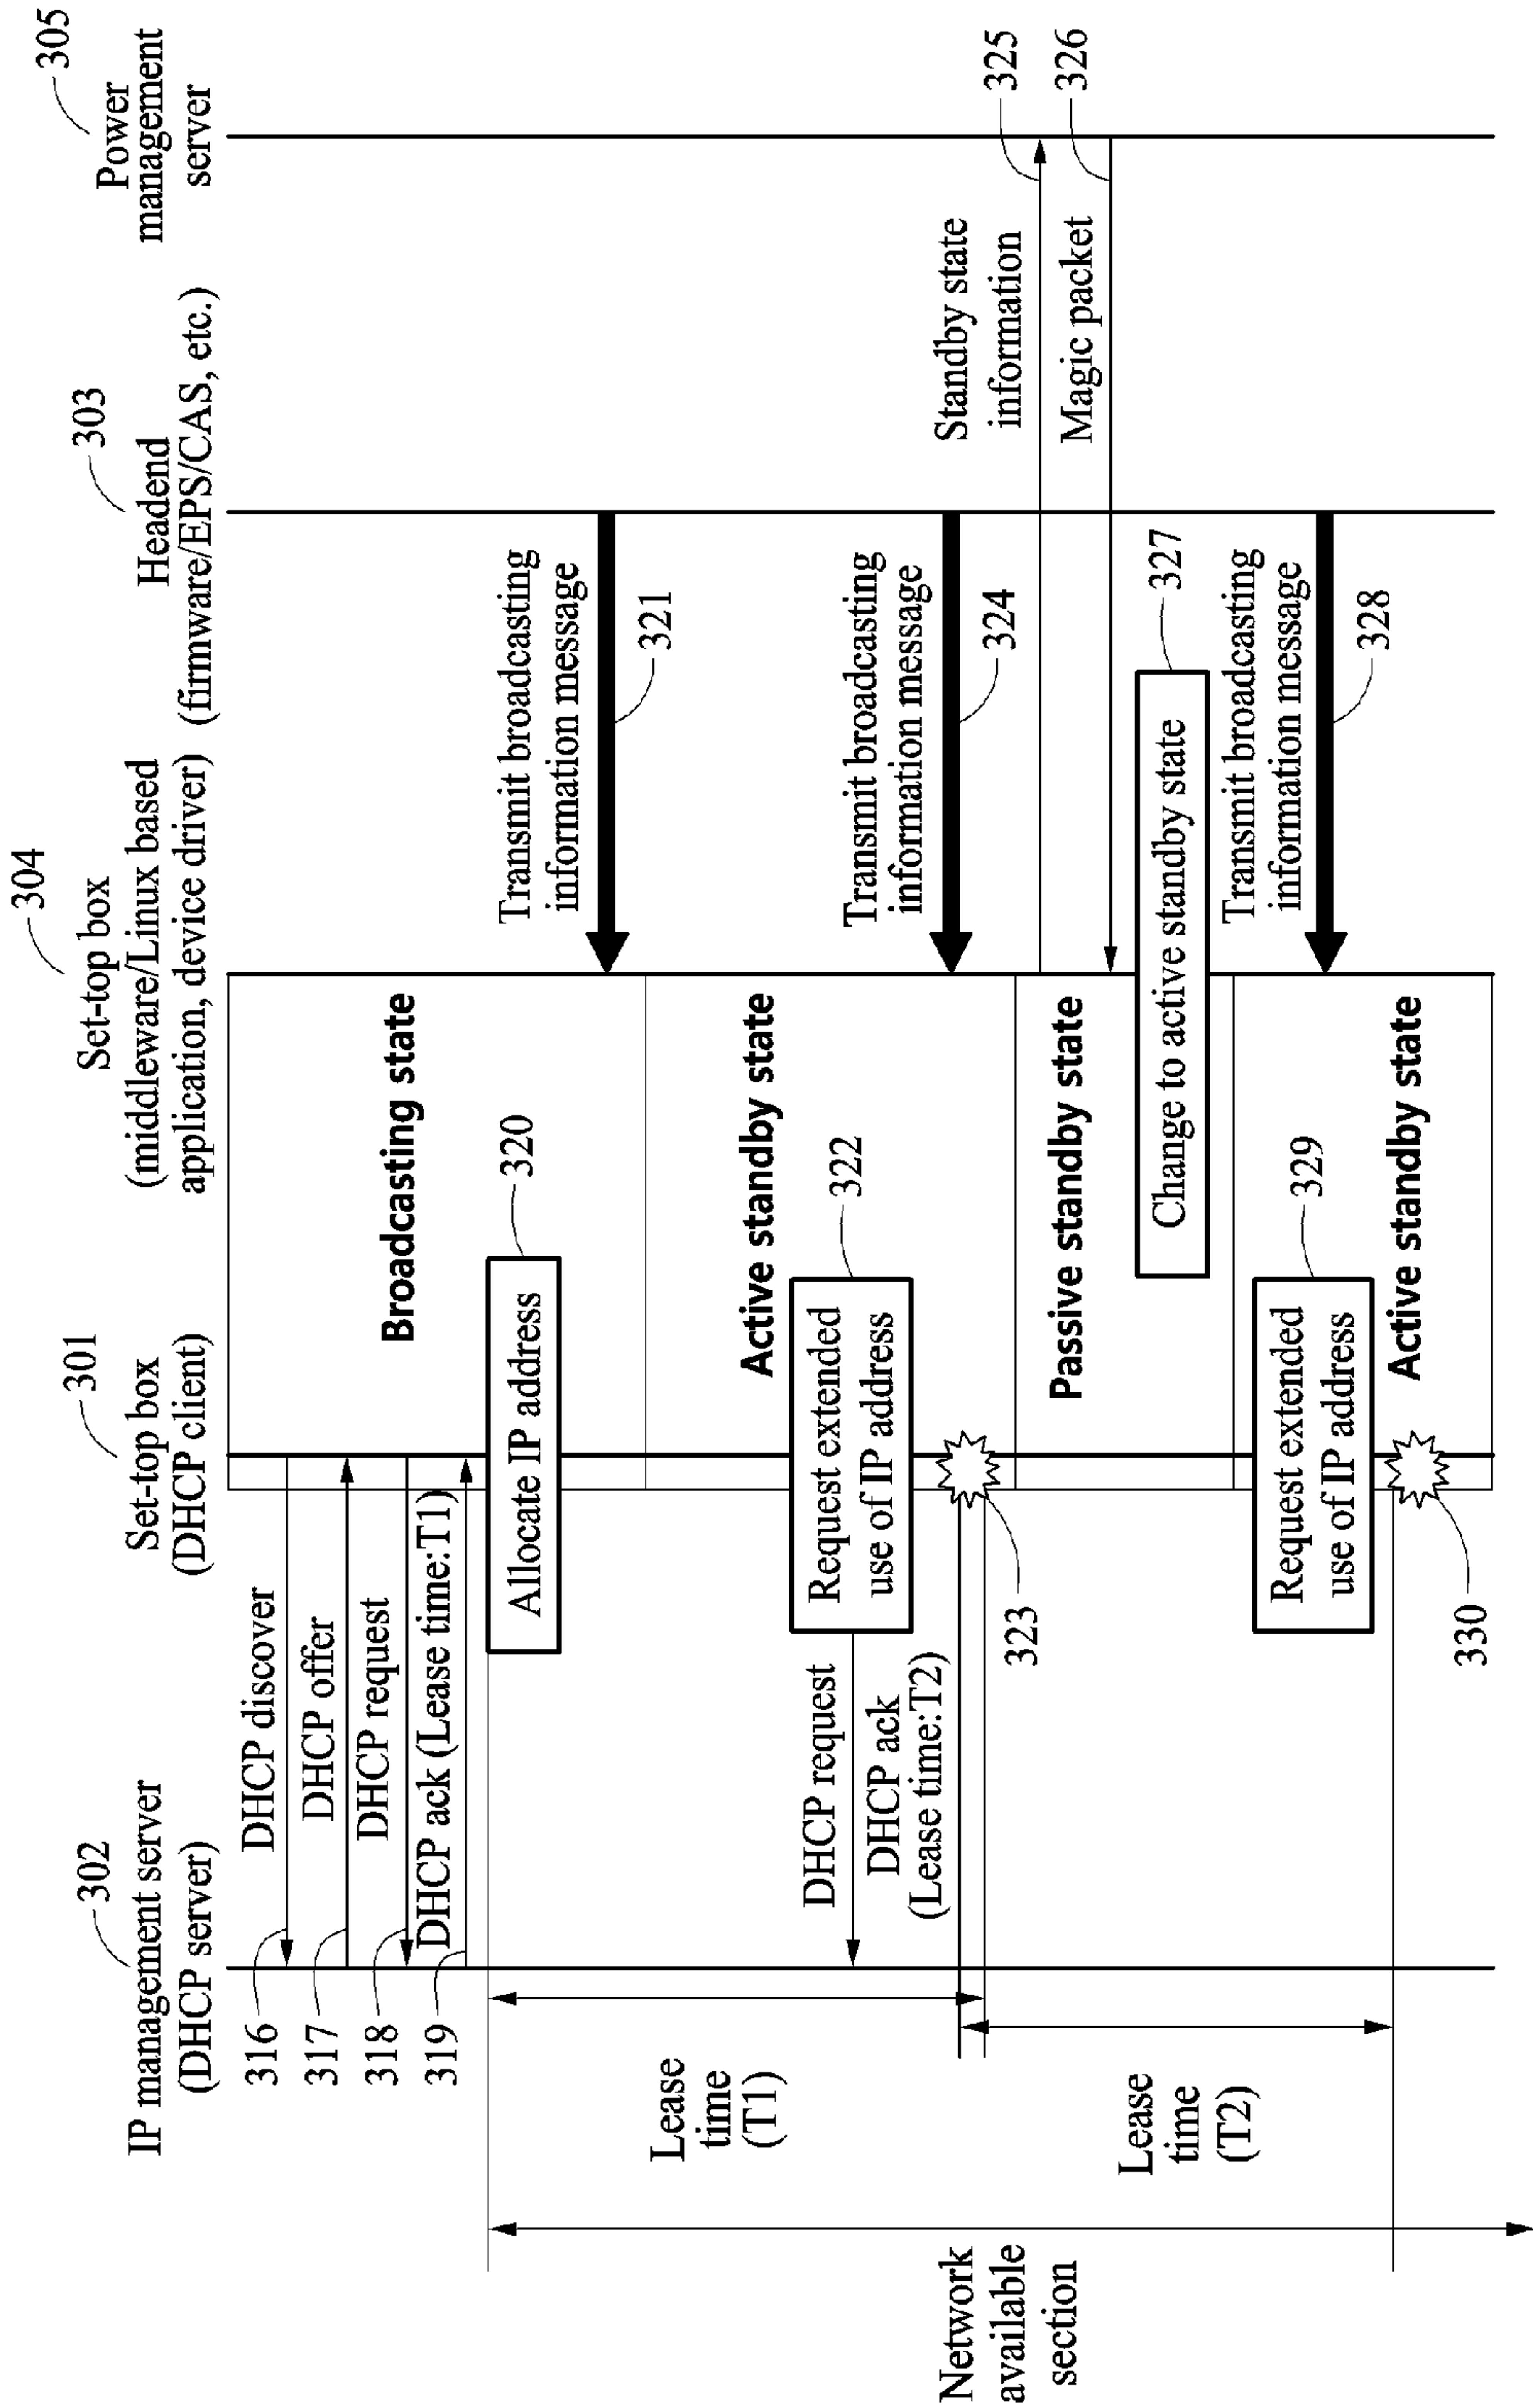 302
IP management server
(DHCP server)
301
Set-top box
(DHCP client)
304
Set-top box
(middleware/Linux based
application, device driver)
303
Headend
(firmware/EPS/CAS, etc.)
305
Power
management
server
316
DHCP discover
317
DHCP offer
318
DHCP request
319
DHCP ack (Lease time:T1)
Broadcasting state
Allocate IP address
320
Transmit broadcasting
information message
321
Lease
time
(T1)
Active standby state
Request extended
use of IP address
322
DHCP request
DHCP ack
(Lease time:T2)
323
Transmit broadcasting
information message
324
Network
available
section
Standby state
information
325
Passive standby state
Magic packet
326
Change to active standby state
327
Lease
time
(T2)
Transmit broadcasting
information message
328
Request extended
use of IP address
329
Active standby state
330